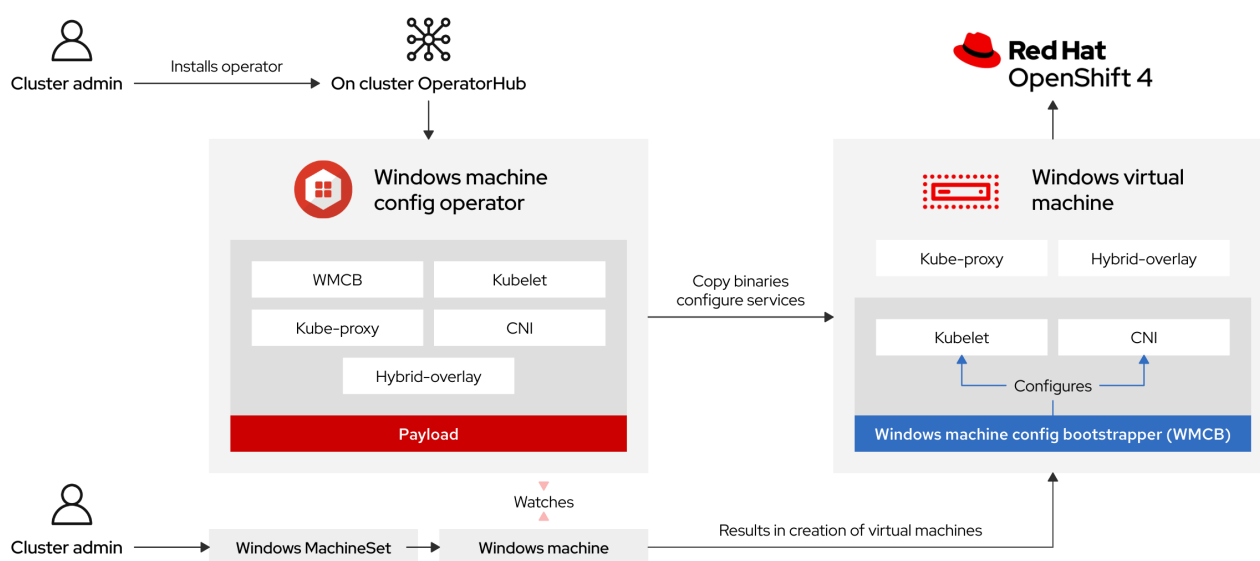 Cluster admin
Installs operator
On cluster OperatorHub
Red Hat
OpenShift 4
Windows machine
config operator
WMCB
Kubelet
Kube-proxy
CNI
Hybrid-overlay
Payload
Copy binaries
configure services
Windows virtual
machine
Kube-proxy
Hybrid-overlay
Kubelet
CNI
Configures
Windows machine config bootstrapper (WMCB)
Watches
Cluster admin
Windows MachineSet
Windows machine
Results in creation of virtual machines